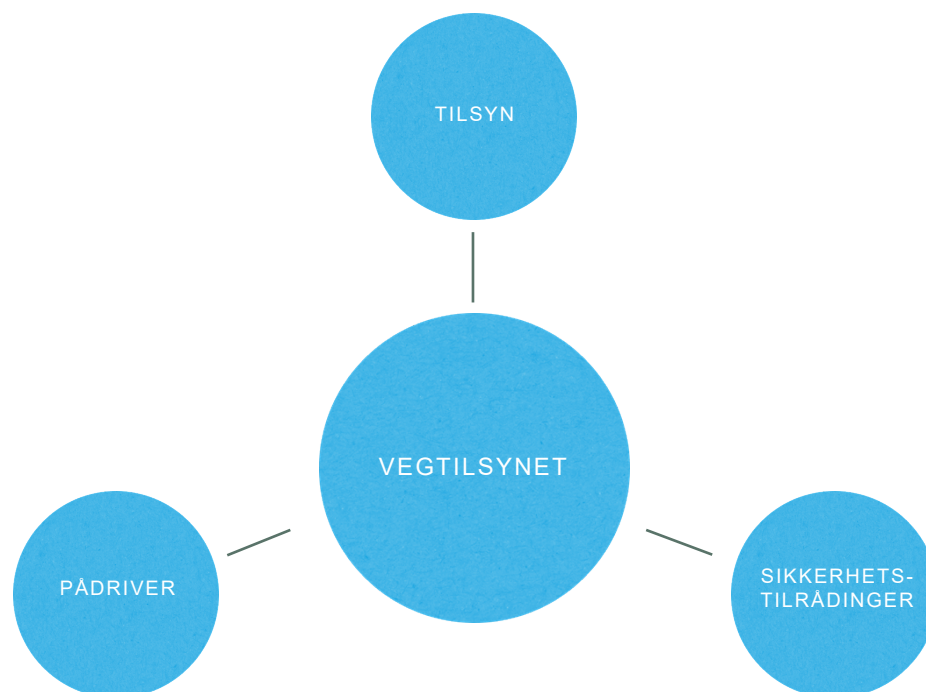 TILSYN
VEGTILSYNET
PÅDRIVER
SIKKERHETS-
TILRÅDINGER